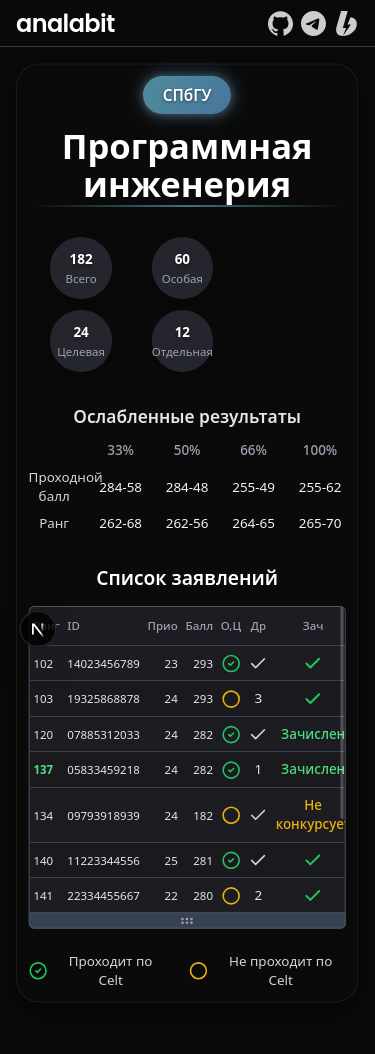 analabit
СПбГУ
Программная
инженерия
182
Всего
60
Особая
24
Целевая
12
Отдельная
Ослабленные результаты
33% 50% 66% 100%
Проходной балл 284-58 284-48 255-49 255-62
Ранг 262-68 262-56 264-65 265-70
Список заявлений
ID Прио Балл О,Ц Др Зач
102 14023456789 23 293
103 19325868878 24 293 3
120 07885312033 24 282 Зачислен
137 05833459218 24 282 1 Зачислен
134 09793918939 24 182 Не конкурсует
140 11223344556 25 281
141 22334455667 22 280 2
Проходит по
Celt
Не проходит по
Celt